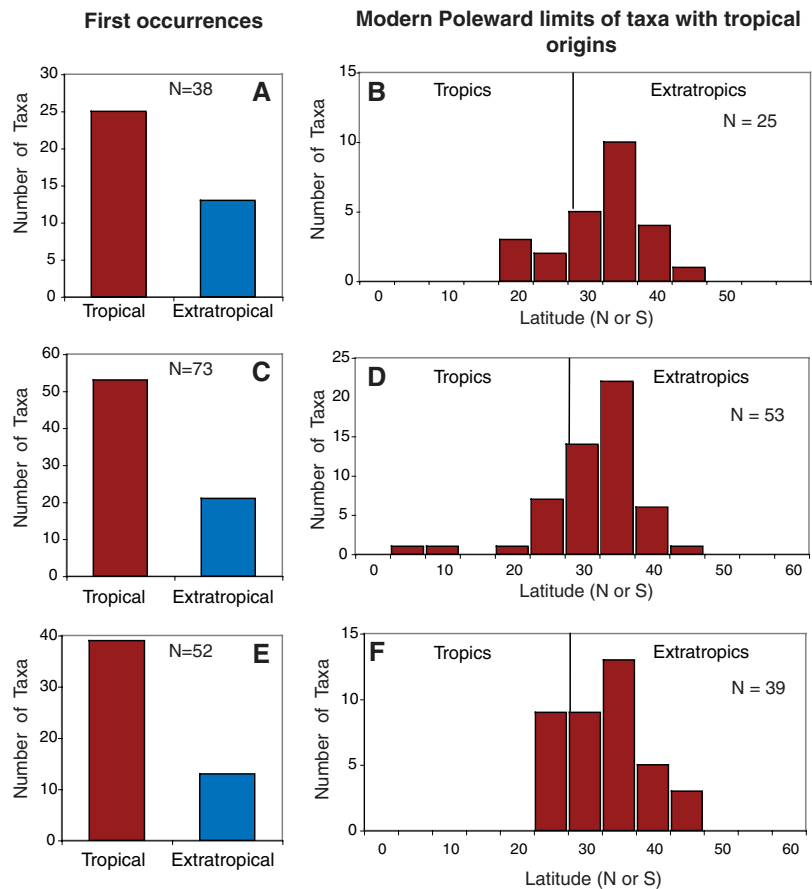 First occurrences
Modern Poleward limits of taxa with tropical
origins
30
25
20
15
10
5
0
Number of Taxa
N=38
A
Tropical
Extratropical
15
10
5
0
Number of Taxa
B
Tropics
Extratropics
N = 25
0
10
20
30
40
50
Latitude (N or S)
60
50
40
30
20
10
0
Number of Taxa
N=73
C
Tropical
Extratropical
25
20
15
10
5
0
Number of Taxa
D
Tropics
Extratropics
N = 53
0
10
20
30
40
50
60
Latitude (N or S)
40
30
20
10
0
Number of Taxa
N=52
E
Tropical
Extratropical
15
10
5
0
Number of Taxa
F
Tropics
Extratropics
N = 39
0
10
20
30
40
50
60
Latitude (N or S)